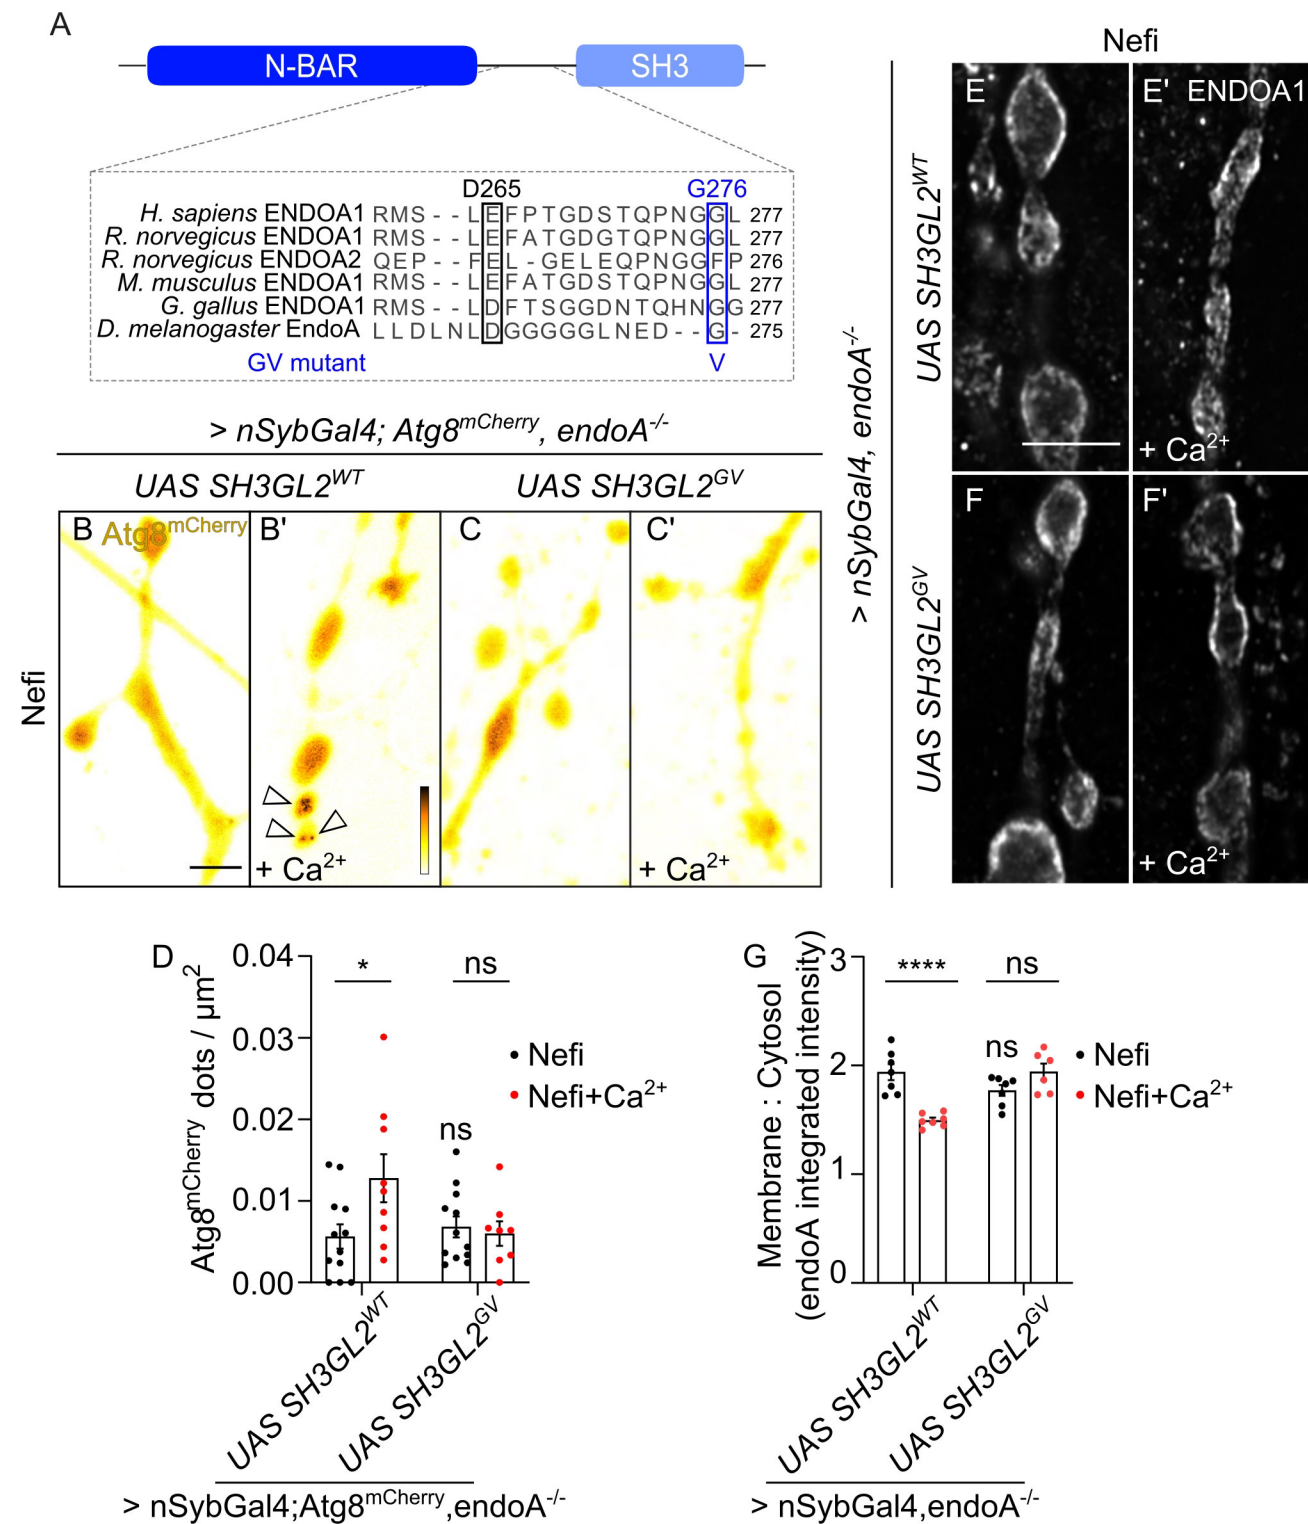 A
N-BAR
SH3
D265
G276
H. sapiens ENDOA1 RMS--LEFPTGDSTQPNGGL 277
R. norvegicus ENDOA1 RMS--LEFATGDGTQPNGGL 277
R. norvegicus ENDOA2 QEP--FEL-GELEQPNGGFP 276
M. musculus ENDOA1 RMS--LEFATGDSTQPNGGL 277
G. gallus ENDOA1 RMS--LDFTSGGDNTQHNGG 277
D. melanogaster EndoA LLDLNLDGGGGGLNED--G- 275
GV mutant V
> nSybGal4; Atg8mCherry, endoA-/-
UAS SH3GL2WT
UAS SH3GL2GV
Nefi
B Atg8mCherry
B'
+ Ca2+
C
C'
+ Ca2+
Nefi
> nSybGal4, endoA-/-
UAS SH3GL2WT
E
E' ENDOA1
+ Ca2+
UAS SH3GL2GV
F
F'
+ Ca2+
D
Atg8mCherry dots / µm2
0.04
0.03
0.02
0.01
0.00
*
ns
ns
Nefi
Nefi+Ca2+
UAS SH3GL2WT
UAS SH3GL2GV
> nSybGal4;Atg8mCherry,endoA-/-
G
Membrane : Cytosol
(endoA integrated intensity)
3
2
1
0
****
ns
ns
Nefi
Nefi+Ca2+
UAS SH3GL2WT
UAS SH3GL2GV
> nSybGal4,endoA-/-